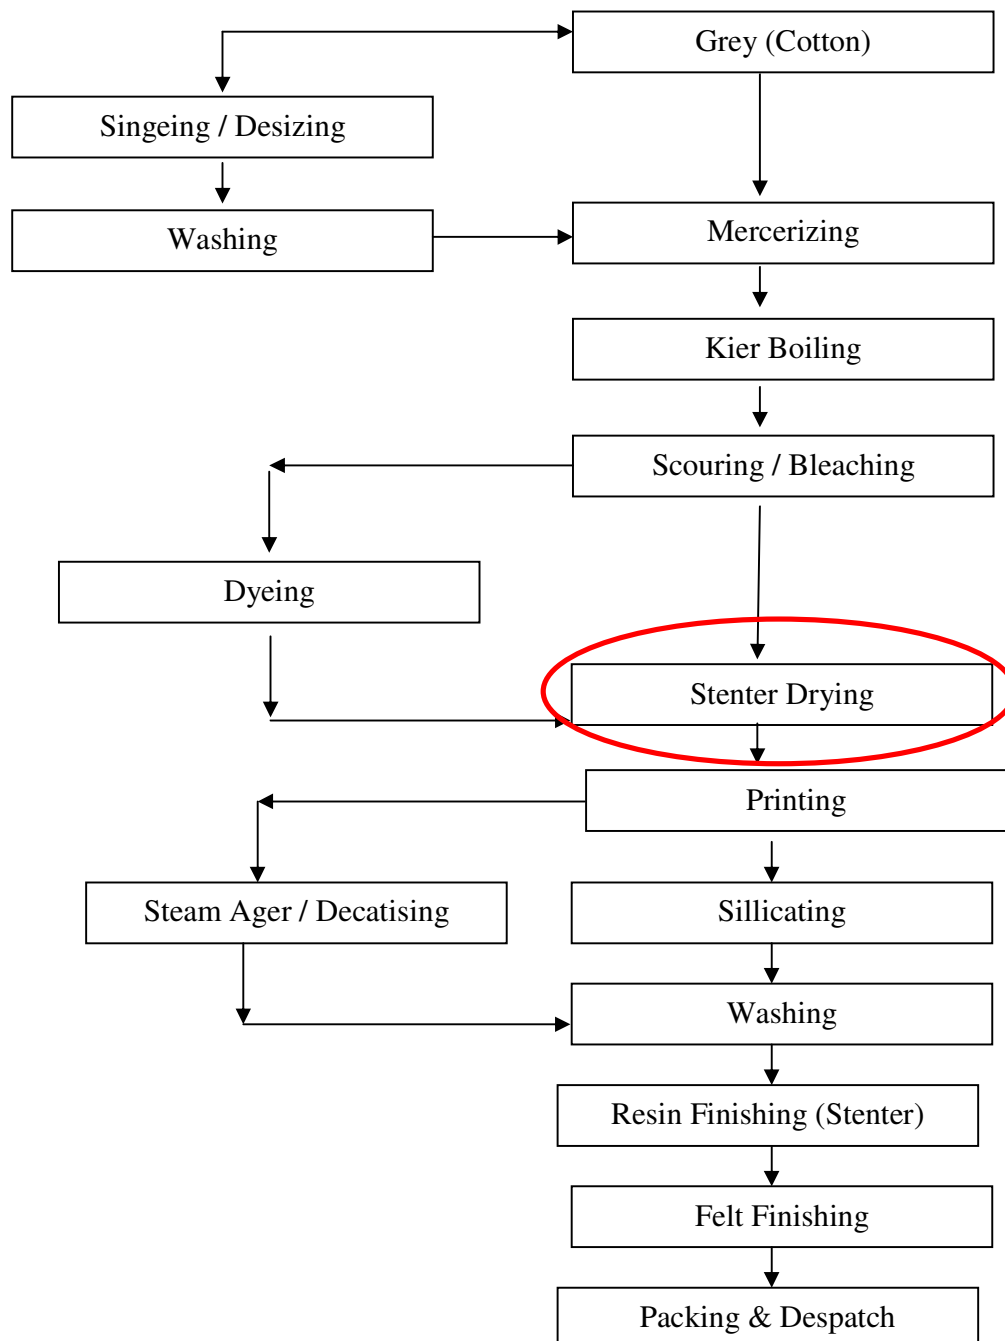 Grey (Cotton)
Singeing / Desizing
Washing
Mercerizing
Kier Boiling
Scouring / Bleaching
Dyeing
Stenter Drying
Printing
Steam Ager / Decatising
Sillicating
Washing
Resin Finishing (Stenter)
Felt Finishing
Packing & Despatch